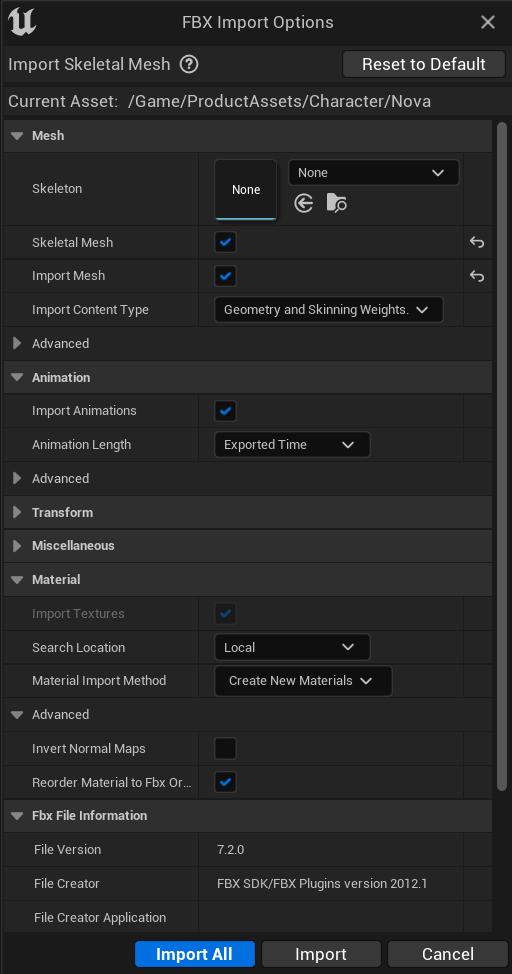 FBX Import Options
Import Skeletal Mesh ? Reset to Default
Current Asset: /Game/ProductAssets/Character/Nova
Mesh
Skeleton None None
Skeletal Mesh
Import Mesh
Import Content Type Geometry and Skinning Weights.
Advanced
Animation
Import Animations
Animation Length Exported Time
Advanced
Transform
Miscellaneous
Material
Import Textures
Search Location Local
Material Import Method Create New Materials
Advanced
Invert Normal Maps
Reorder Material to Fbx Or...
Fbx File Information
File Version 7.2.0
File Creator FBX SDK/FBX Plugins version 2012.1
File Creator Application
Import All Import Cancel